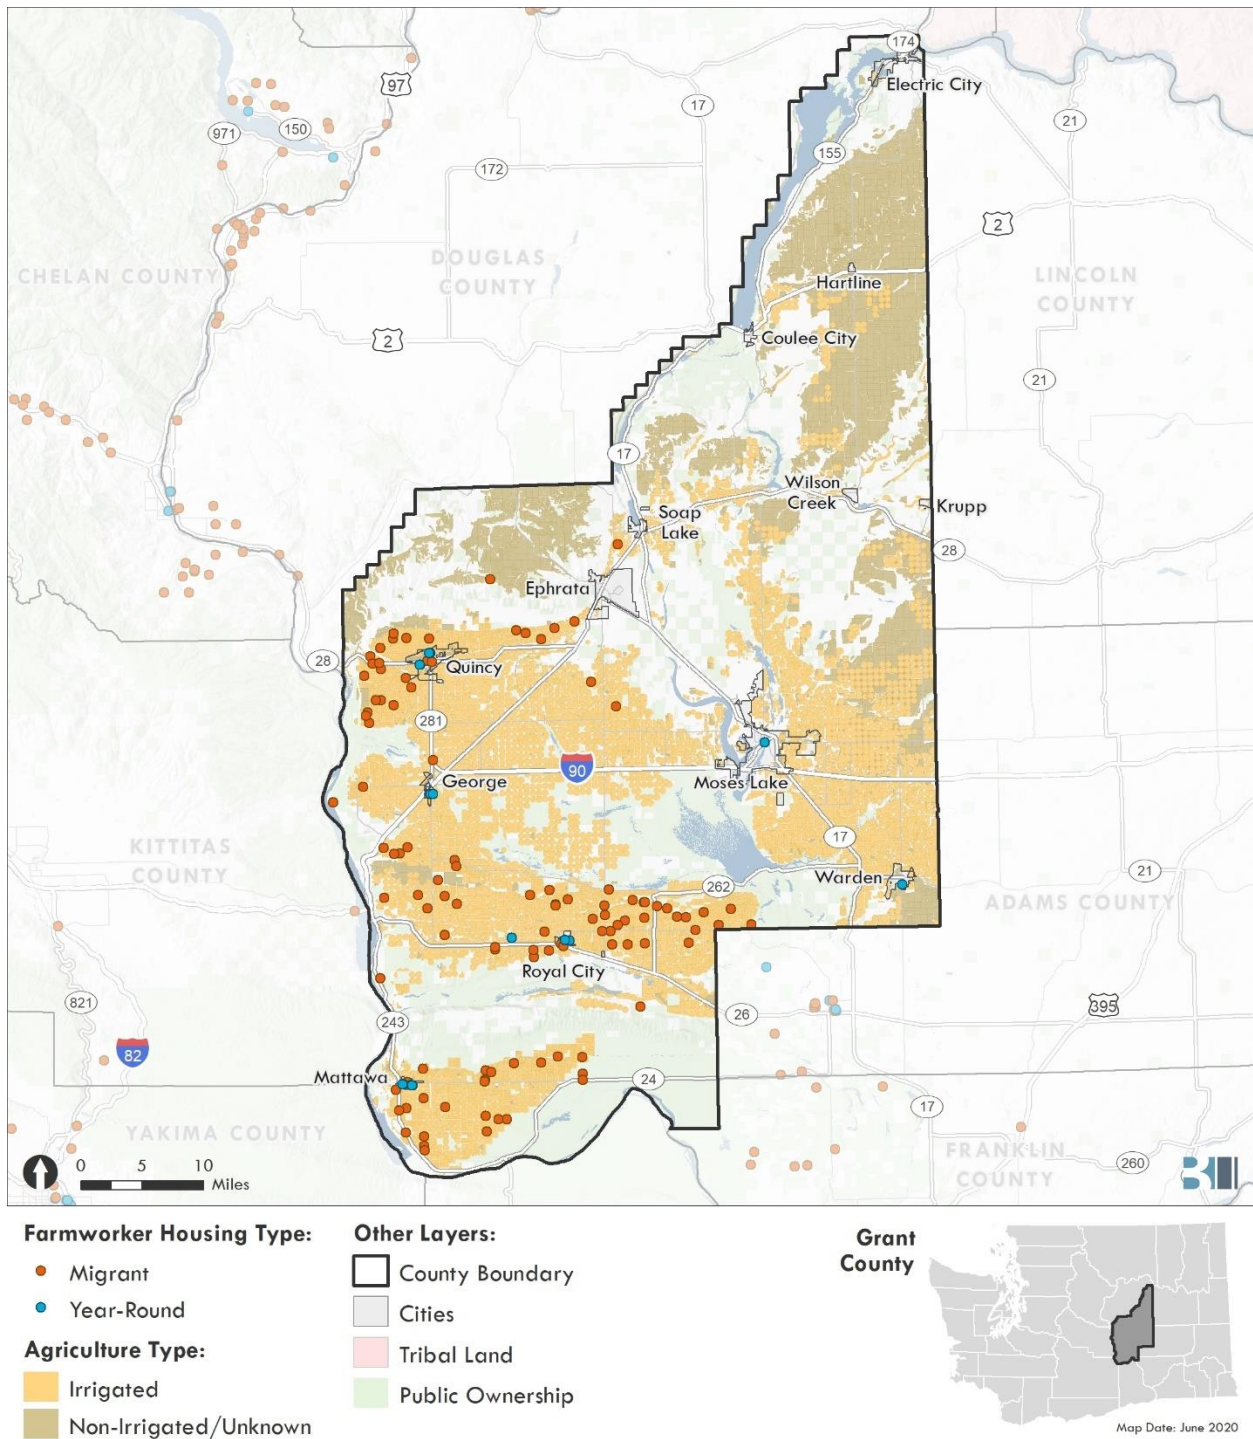 174
Electric City
97
17
21
971
150
155
172
2
CHELAN COUNTY
DOUGLAS
COUNTY
Hartline
LINCOLN
COUNTY
2
Coulee City
21
17
Wilson
Creek
Krupp
Soap
Lake
28
Ephrata
28
Quincy
281
90
George
Moses Lake
KITTITAS
COUNTY
17
Warden
262
21
ADAMS COUNTY
Royal City
821
243
26
395
82
Mattawa
24
17
YAKIMA COUNTY
FRANKLIN
COUNTY
260
0 5 10
Miles
Farmworker Housing Type:
Migrant
Year-Round
Agriculture Type:
Irrigated
Non-Irrigated/Unknown
Other Layers:
County Boundary
Cities
Tribal Land
Public Ownership
Grant
County
Map Date: June 2020